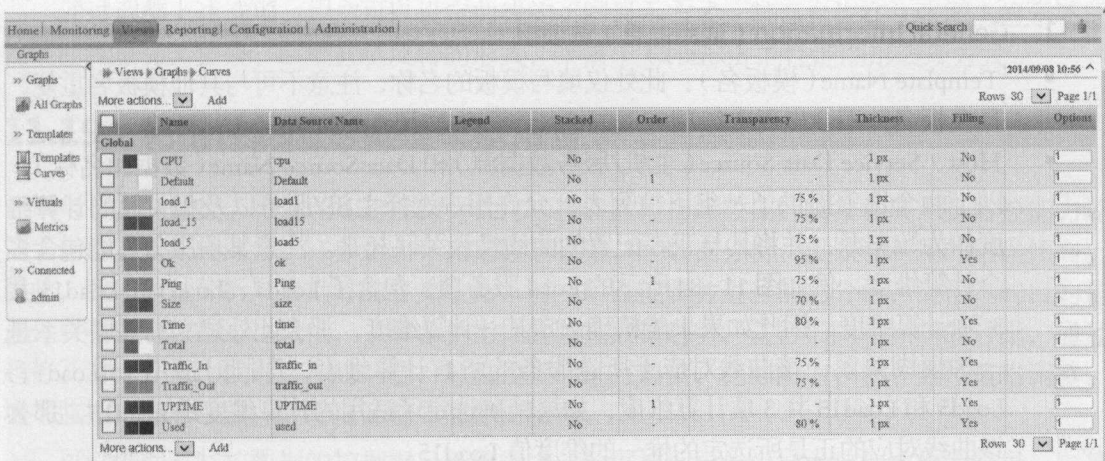 Home| Monitoring Views| Reporting| Configuration| Administration|
Quick Search
Graphs
» Graphs
All Graphs
» Templates
Templates
Curves
» Virtuals
Metrics
» Connected
admin
Views Graphs Curves
2014/09/08 10:56
More actions... Add
Rows 30 Page 1/1
Name Data Source Name Legend Stacked Order Transparency Thickness Filling Options
Global
CPU cpu No - - 1 px No 1
Default Default No 1 - 1 px No 1
load_1 load1 No - 75 % 1 px No 1
load_15 load15 No - 75 % 1 px No 1
load_5 load5 No - 75 % 1 px No 1
Ok ok No - 95 % 1 px Yes 1
Ping Ping No 1 75 % 1 px No 1
Size size No - 70 % 1 px No 1
Time time No - 80 % 1 px Yes 1
Total total No - - 1 px No 1
Traffic_In traffic_in No - 75 % 1 px Yes 1
Traffic_Out traffic_out No - 75 % 1 px Yes 1
UPTIME UPTIME No 1 - 1 px Yes 1
Used used No - 80 % 1 px Yes 1
More actions... Add
Rows 30 Page 1/1